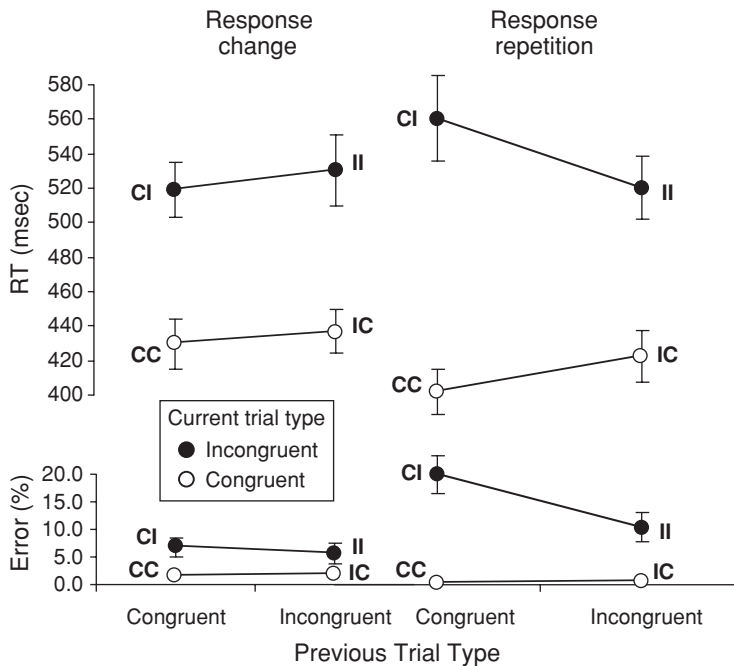 Response change
Response repetition
RT (msec)
580
560
540
520
500
480
460
440
420
400
CI
II
CC
IC
CI
II
CC
IC
Current trial type
Incongruent
Congruent
Error (%)
20.0
15.0
10.0
5.0
0.0
CI
II
CC
IC
CI
II
CC
IC
Congruent
Incongruent
Congruent
Incongruent
Previous Trial Type